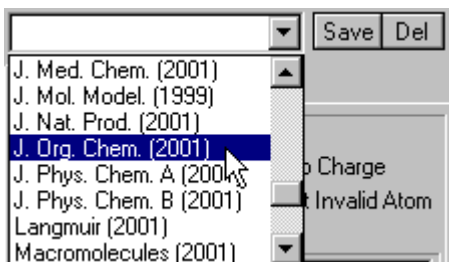 Save Del
J. Med. Chem. (2001)
J. Mol. Model. (1999)
J. Nat. Prod. (2001)
J. Org. Chem. (2001)
J. Phys. Chem. A
Charge
J. Phys. Chem. B (2001)
Invalid Atom
Langmuir (2001)
Macromolecules (2001)